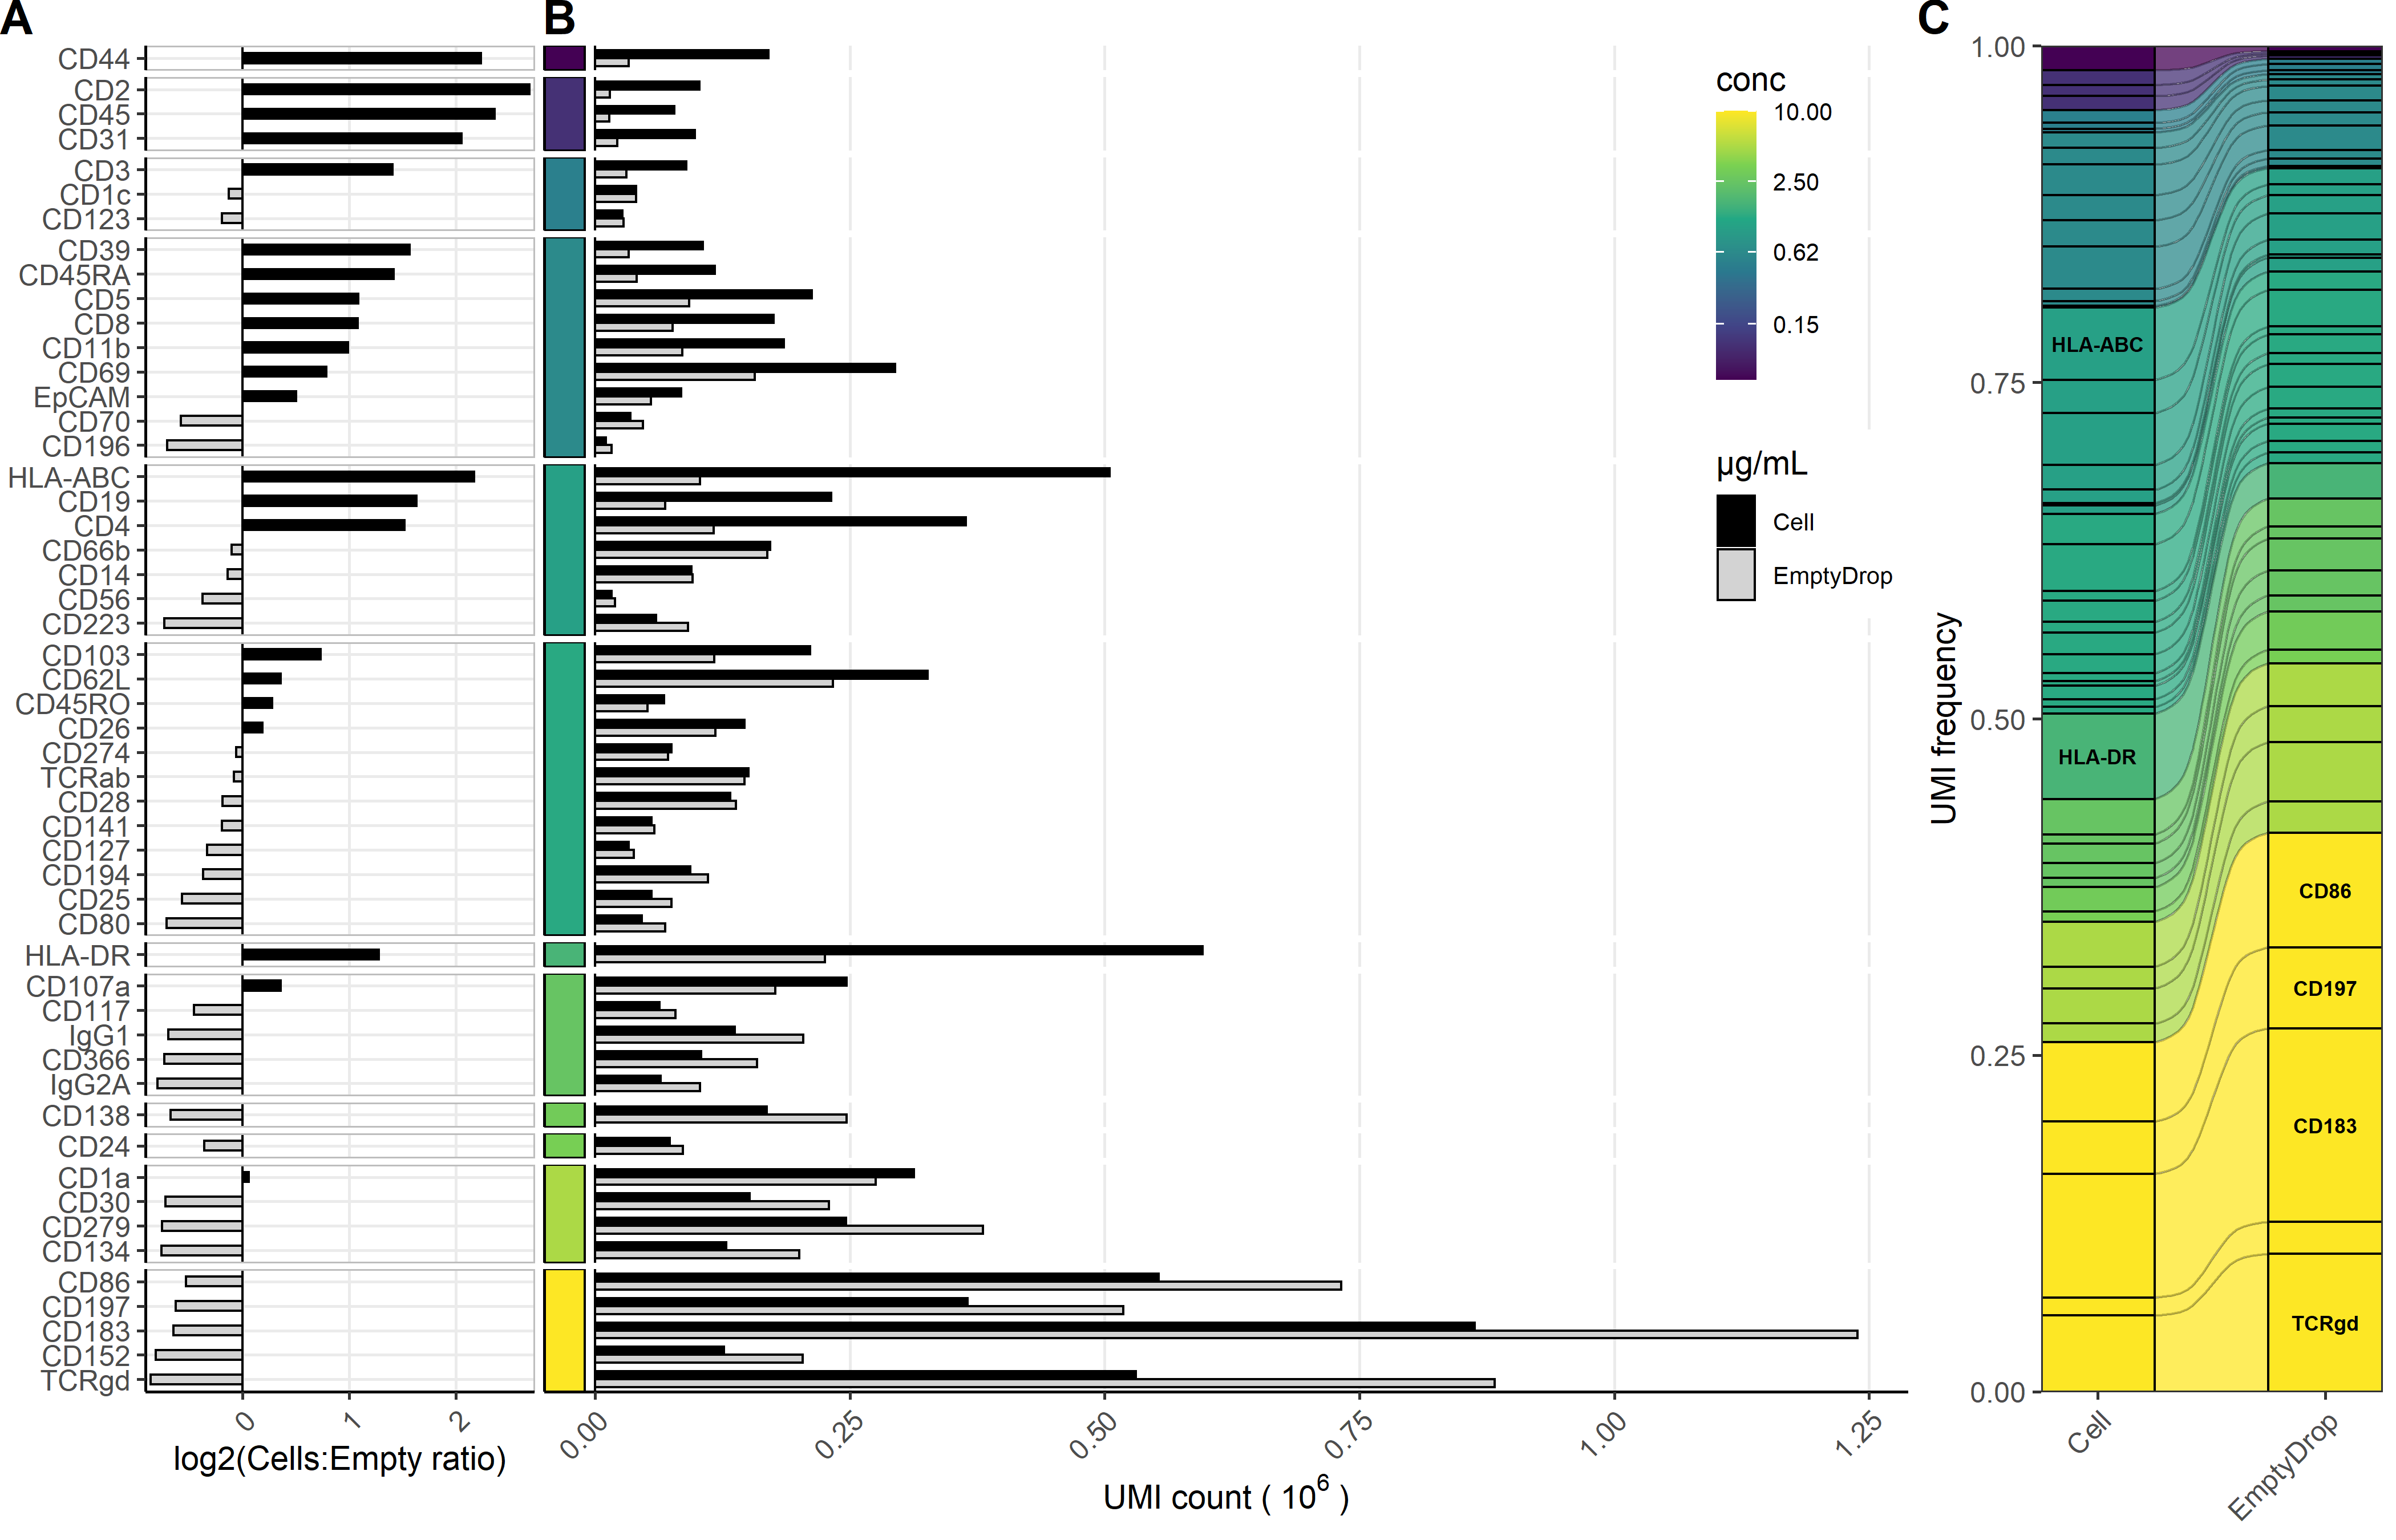 A
B
C
CD44
CD2
CD45
CD31
CD3
CD1c
CD123
CD39
CD45RA
CD5
CD8
CD11b
CD69
EpCAM
CD70
CD196
HLA-ABC
CD19
CD4
CD66b
CD14
CD56
CD223
CD103
CD62L
CD45RO
CD26
CD274
TCRab
CD28
CD141
CD127
CD194
CD25
CD80
HLA-DR
CD107a
CD117
IgG1
CD366
IgG2A
CD138
CD24
CD1a
CD30
CD279
CD134
CD86
CD197
CD183
CD152
TCRgd
0 1 2
log2(Cells:Empty ratio)
0.00 0.25 0.50 0.75 1.00 1.25
UMI count ( 10^6 )
conc
10.00
2.50
0.62
0.15
µg/mL
Cell
EmptyDrop
UMI frequency
1.00
0.75
0.50
0.25
0.00
HLA-ABC
HLA-DR
CD86
CD197
CD183
TCRgd
Cell
EmptyDrop